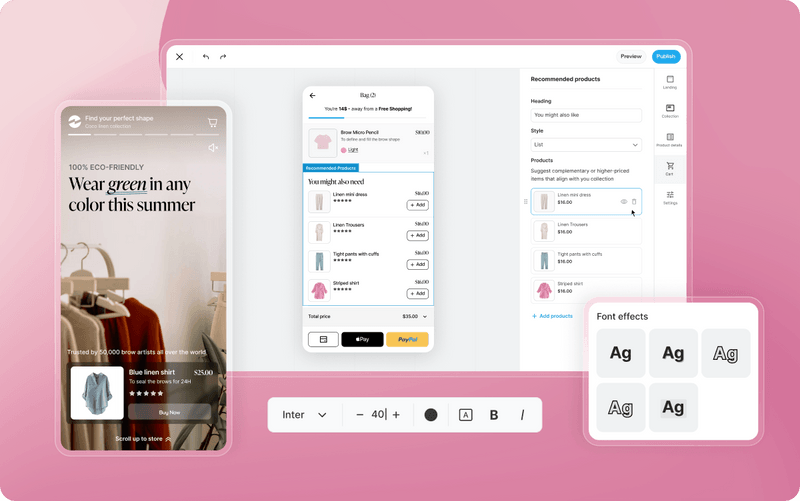 Preview
Publish
Find your perfect shape
Color linen collection
100% ECO-FRIENDLY
Wear green in any
color this summer
Trusted by 50,000 brow artists all over the world
Blue linen shirt
$25.00
To seal the brows for 24H
Buy Now
Scroll up to store
You're 14$ - away from a Free Shopping!
Brow Micro Pencil
$10.00
To define and fill the brow shape
Light
x1
Recommended Products
You might also need
Linen mini dress
$16.00
+ Add
Linen Trousers
$16.00
+ Add
Tight pants with cuffs
$16.00
+ Add
Striped shirt
$16.00
+ Add
Total price
$35.00
Pay
PayPal
Recommended products
Heading
You might also like
Style
List
Products
Suggest complementary or higher-priced
items that align with you collection
Linen mini dress
$16.00
Linen Trousers
$16.00
Tight pants with cuffs
$16.00
Striped shirt
$16.00
+ Add products
Landing
Collection
Product details
Cart
Settings
Font effects
Ag
Ag
Ag
Ag
Ag
Inter
− 40 +
A
B
I